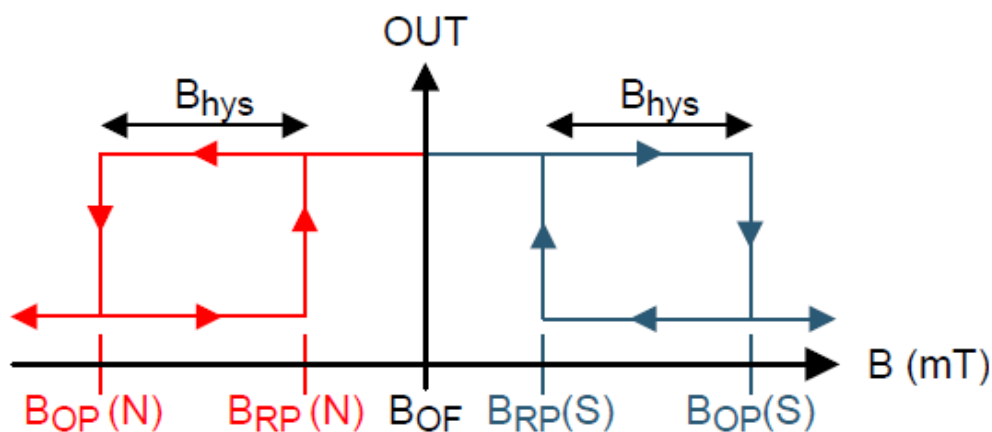 OUT
Bhys
Bhys
B (mT)
BOP (N)
BRP (N)
BOF
BRP(S)
BOP(S)